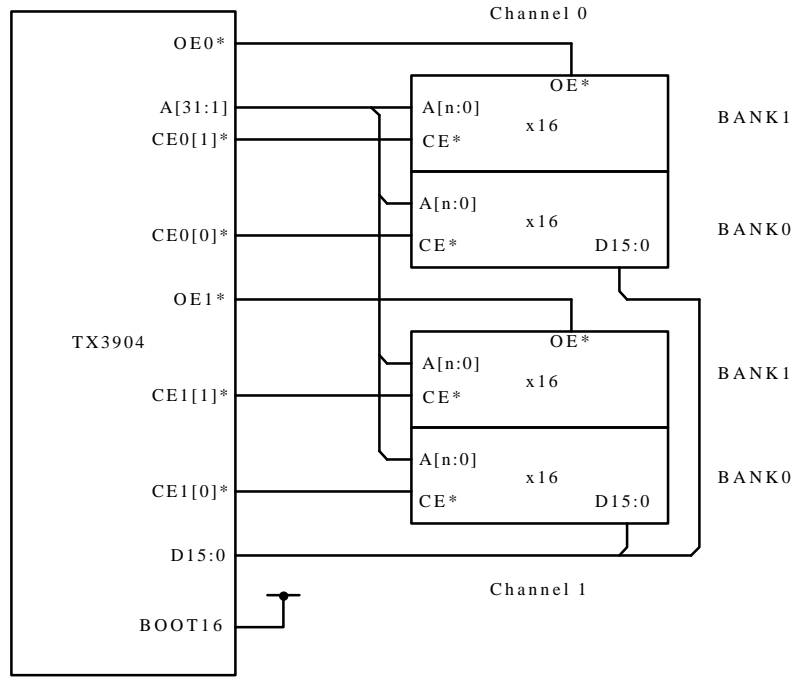 Channel 0
OE0*
OE*
A[31:1]
A[n:0]
x16
BANK1
CE0[1]*
CE*
A[n:0]
x16
BANK0
CE0[0]*
CE*
D15:0
OE1*
TX3904
OE*
A[n:0]
x16
BANK1
CE1[1]*
CE*
A[n:0]
x16
BANK0
CE1[0]*
CE*
D15:0
D15:0
Channel 1
BOOT16